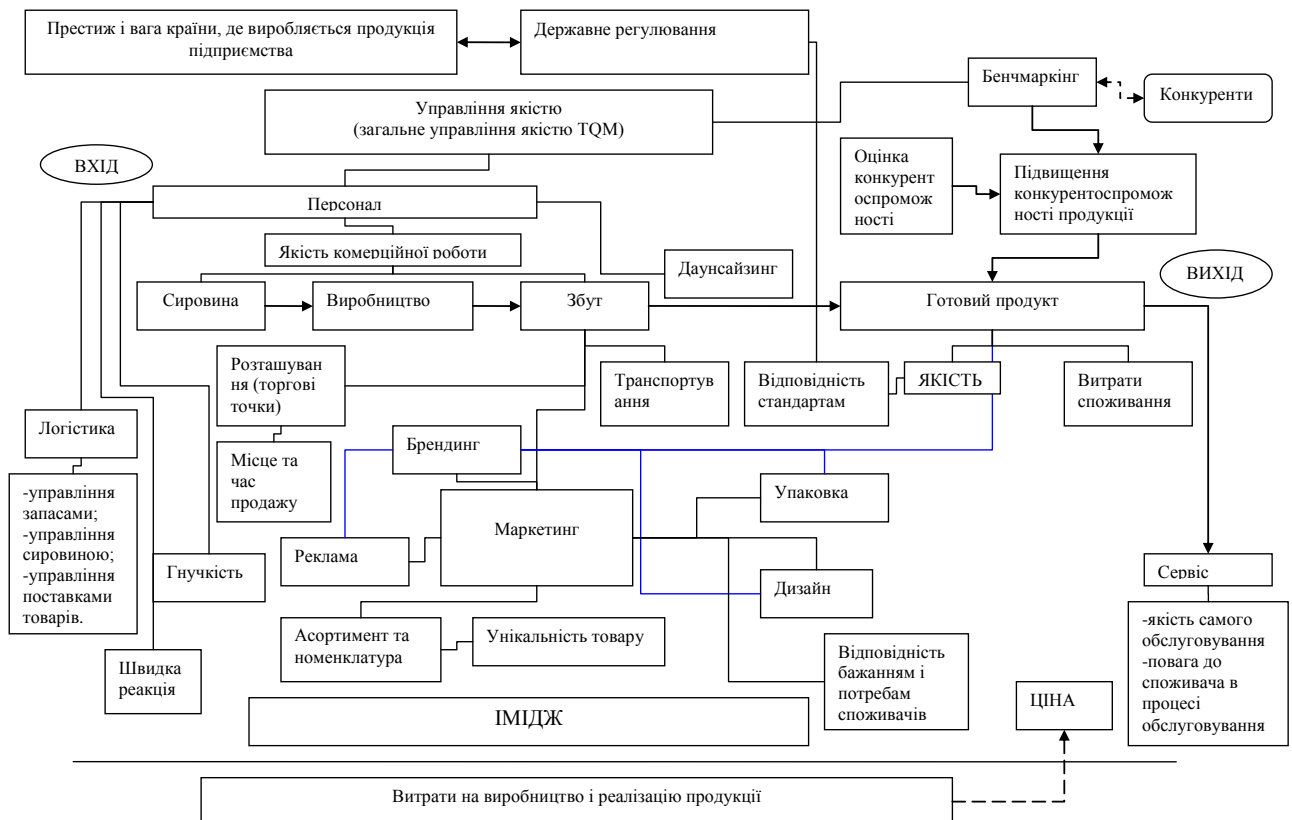 Престиж і вага країни, де виробляється продукція
підприємства
Державне регулювання
Бенчмаркінг
Конкуренти
Управління якістю
(загальне управління якістю TQM)
ВХІД
Оцінка
конкурент
оспромож
ності
Підвищення
конкурентоспромож
ності продукції
Персонал
Якість комерційної роботи
Даунсайзинг
ВИХІД
Сировина
Виробництво
Збут
Готовий продукт
Розташуван
ня (торгові
точки)
Транспортув
ання
Відповідність
стандартам
ЯКІСТЬ
Витрати
споживання
Логістика
Місце та
час
продажу
Брендинг
-управління
запасами;
-управління
сировиною;
-управління
поставками
товарів.
Упаковка
Маркетинг
Реклама
Гнучкість
Дизайн
Сервіс
Асортимент та
номенклатура
Унікальність товару
-якість самого
обслуговування
-повага до
споживача в
процесі
обслуговування
Швидка
реакція
Відповідність
бажанням і
потребам
споживачів
ЦІНА
ІМІДЖ
Витрати на виробництво і реалізацію продукції